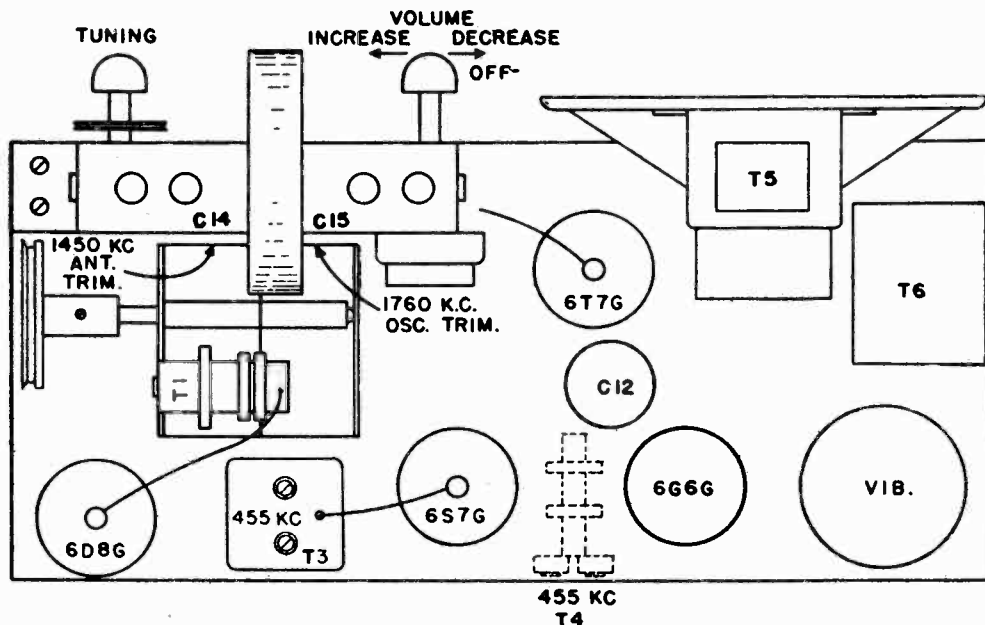 TUNING
VOLUME
INCREASE DECREASE
OFF-
T5
C14 C15
1450 KC
ANT.
TRIM.
1760 K.C.
OSC. TRIM.
6T7G
T6
T1
C12
455 KC
T3
6D8G
6S7G
6G6G
VIB.
455 KC
T4